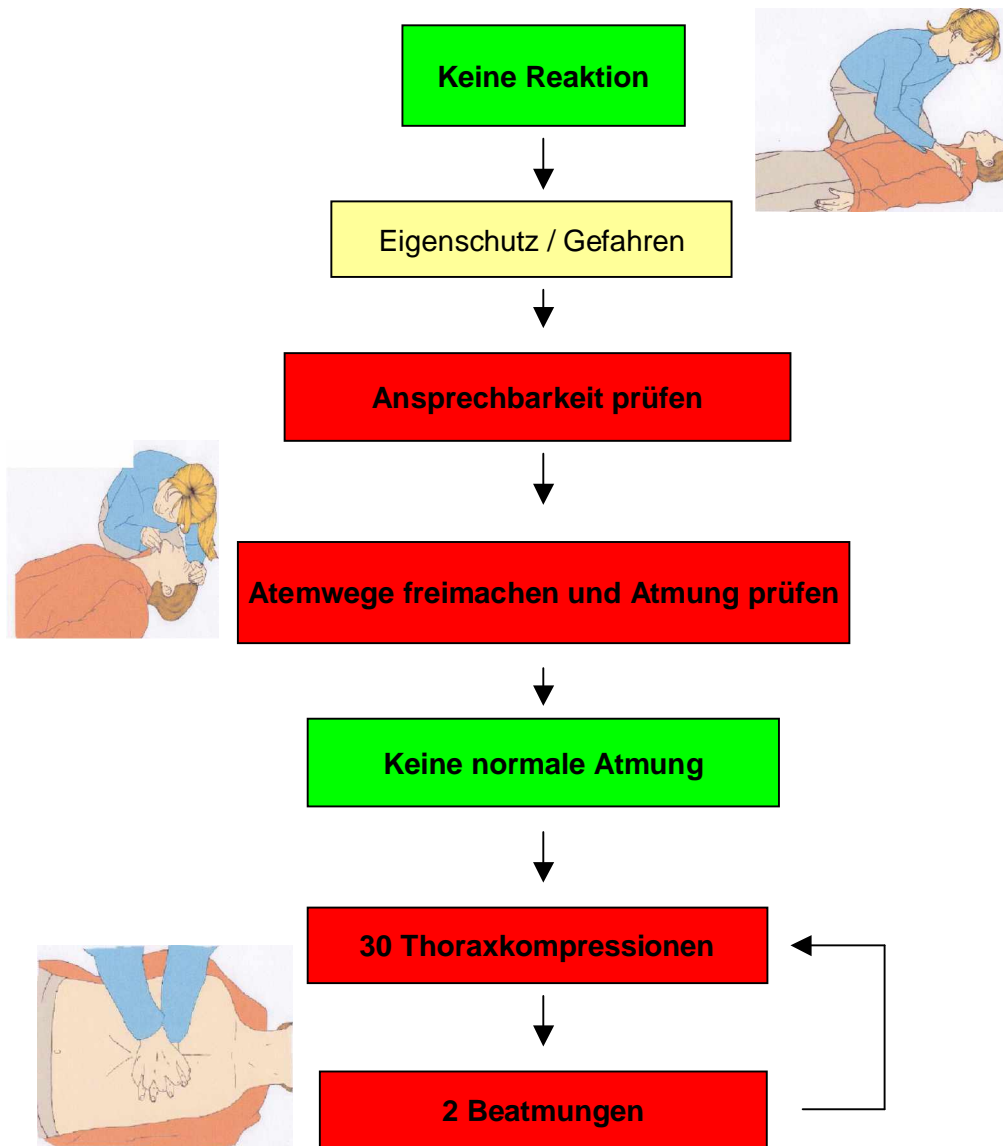 Keine Reaktion
Eigenschutz / Gefahren
Ansprechbarkeit prüfen
Atemwege freimachen und Atmung prüfen
Keine normale Atmung
30 Thoraxkompressionen
2 Beatmungen